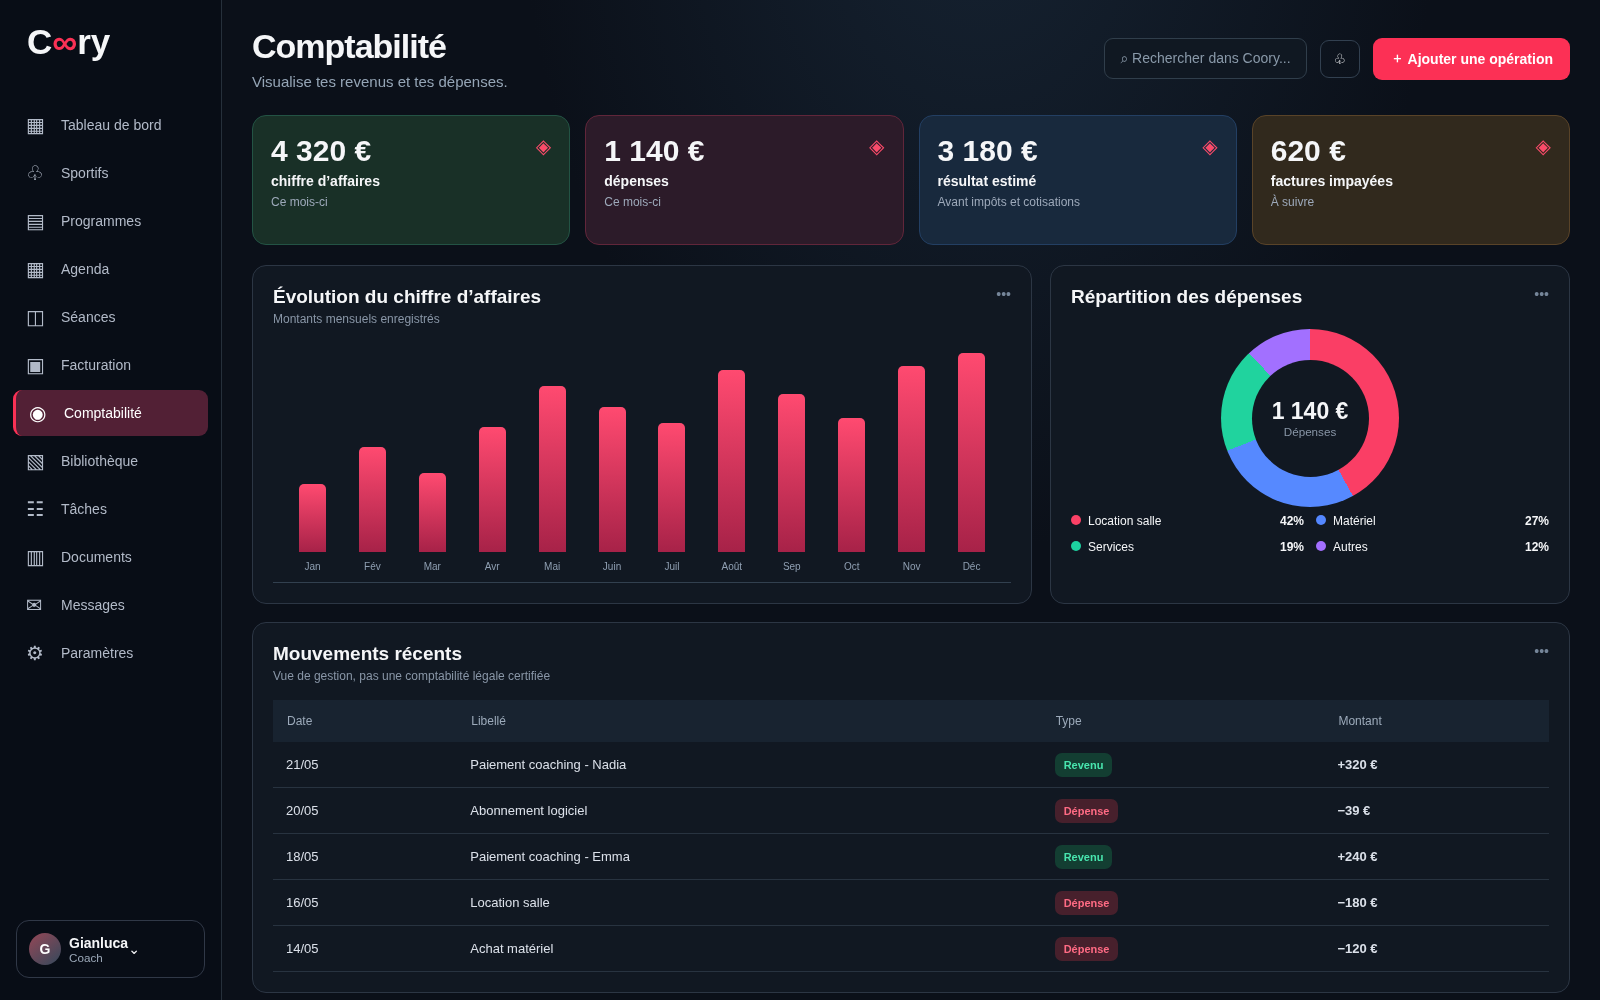 C∞ry
Tableau de bord
Sportifs
Programmes
Agenda
Séances
Facturation
Comptabilité
Bibliothèque
Tâches
Documents
Messages
Paramètres
G
Gianluca
Coach
Comptabilité
Visualise tes revenus et tes dépenses.
Rechercher dans Coory...
+ Ajouter une opération
4 320 €
chiffre d’affaires
Ce mois-ci
1 140 €
dépenses
Ce mois-ci
3 180 €
résultat estimé
Avant impôts et cotisations
620 €
factures impayées
À suivre
Évolution du chiffre d’affaires
•••
Montants mensuels enregistrés
Jan Fév Mar Avr Mai Juin Juil Août Sep Oct Nov Déc
Répartition des dépenses
•••
1 140 €
Dépenses
Location salle 42% Matériel 27%
Services 19% Autres 12%
Mouvements récents
•••
Vue de gestion, pas une comptabilité légale certifiée
Date Libellé Type Montant
21/05 Paiement coaching - Nadia Revenu +320 €
20/05 Abonnement logiciel Dépense −39 €
18/05 Paiement coaching - Emma Revenu +240 €
16/05 Location salle Dépense −180 €
14/05 Achat matériel Dépense −120 €